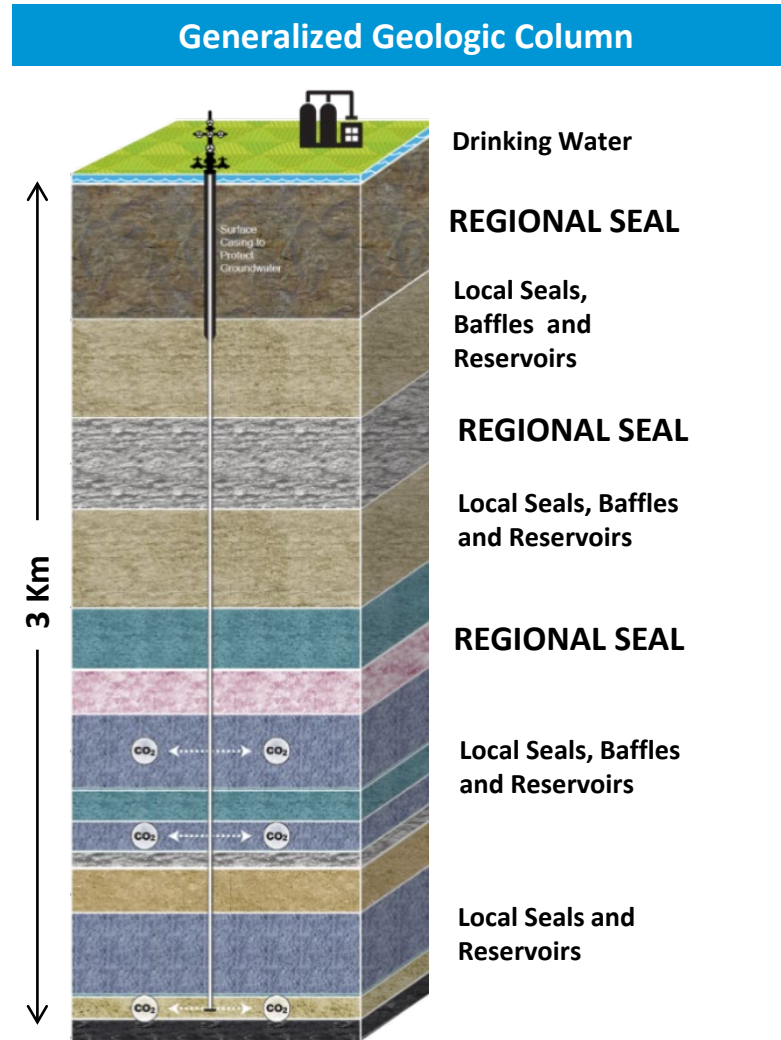 Generalized Geologic Column
Drinking Water
Surface
Casing to
Protect
Groundwater
REGIONAL SEAL
Local Seals,
Baffles and
Reservoirs
REGIONAL SEAL
Local Seals, Baffles
and Reservoirs
3 Km
REGIONAL SEAL
CO₂ CO₂
Local Seals, Baffles
and Reservoirs
CO₂ CO₂
Local Seals and
Reservoirs
CO₂ CO₂